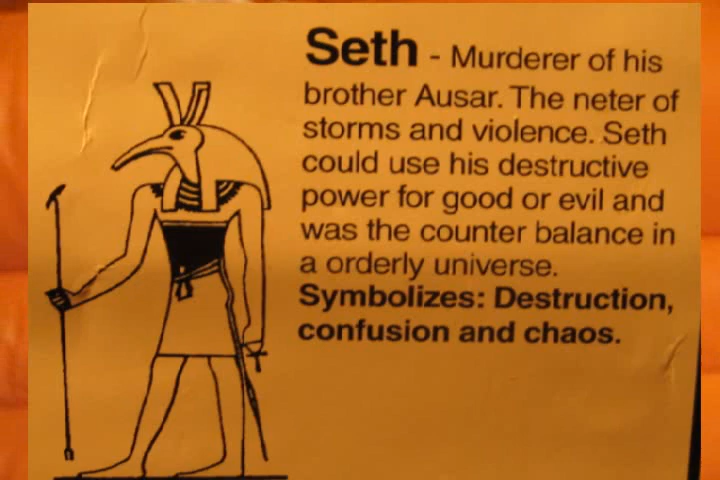 Seth - Murderer of his
brother Ausar. The neter of
storms and violence. Seth
could use his destructive
power for good or evil and
was the counter balance in
a orderly universe.
Symbolizes: Destruction,
confusion and chaos.